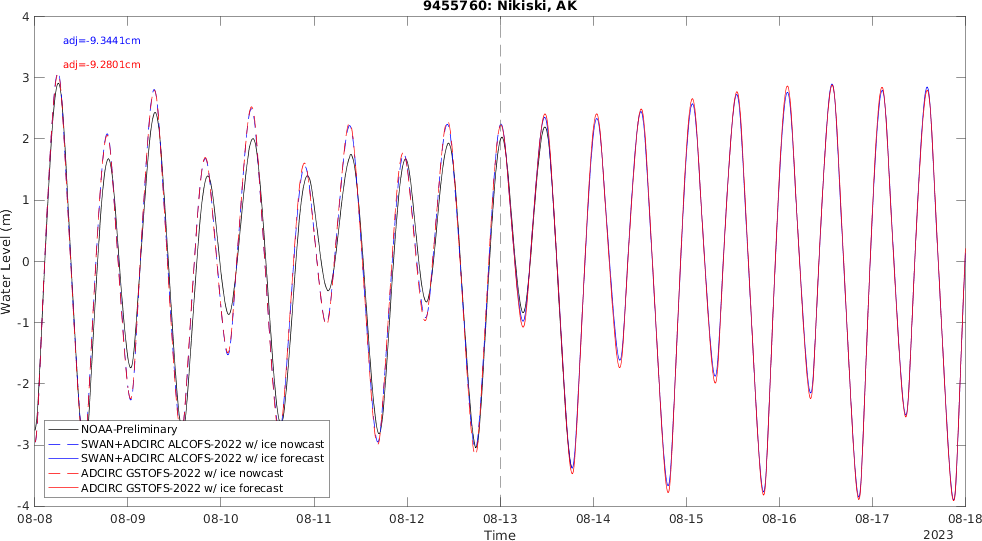 9455760: Nikiski, AK
adj=-9.3441cm
adj=-9.2801cm
Water Level (m)
4
3
2
1
0
-1
-2
-3
-4
NOAA-Preliminary
SWAN+ADCIRC ALCOFS-2022 w/ ice nowcast
SWAN+ADCIRC ALCOFS-2022 w/ ice forecast
ADCIRC GSTOFS-2022 w/ ice nowcast
ADCIRC GSTOFS-2022 w/ ice forecast
08-08 08-09 08-10 08-11 08-12 08-13 08-14 08-15 08-16 08-17 08-18
Time
2023